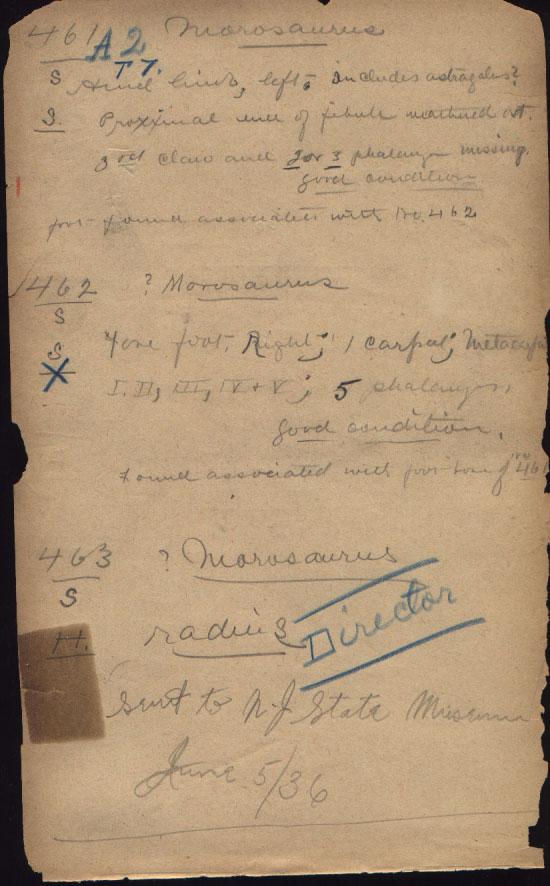 461 A2 Morosaurus
S T7.
Hind limb, left; includes astragalus?
S. Proximal end of fibula weathered off.
3rd claw and 2 or 3 phalanges missing.
Good condition
foot found associated with No. 462
462 ? Morosaurus
S
S Fore foot, Right; 1 carpal; Metacarpals
I. II, III, IV + V; 5 phalanges,
Good condition.
Found associated with foot bone of No 461
463 ? Morosaurus
S
H. radius Director
Sent to N.J State Museum
June 5/36